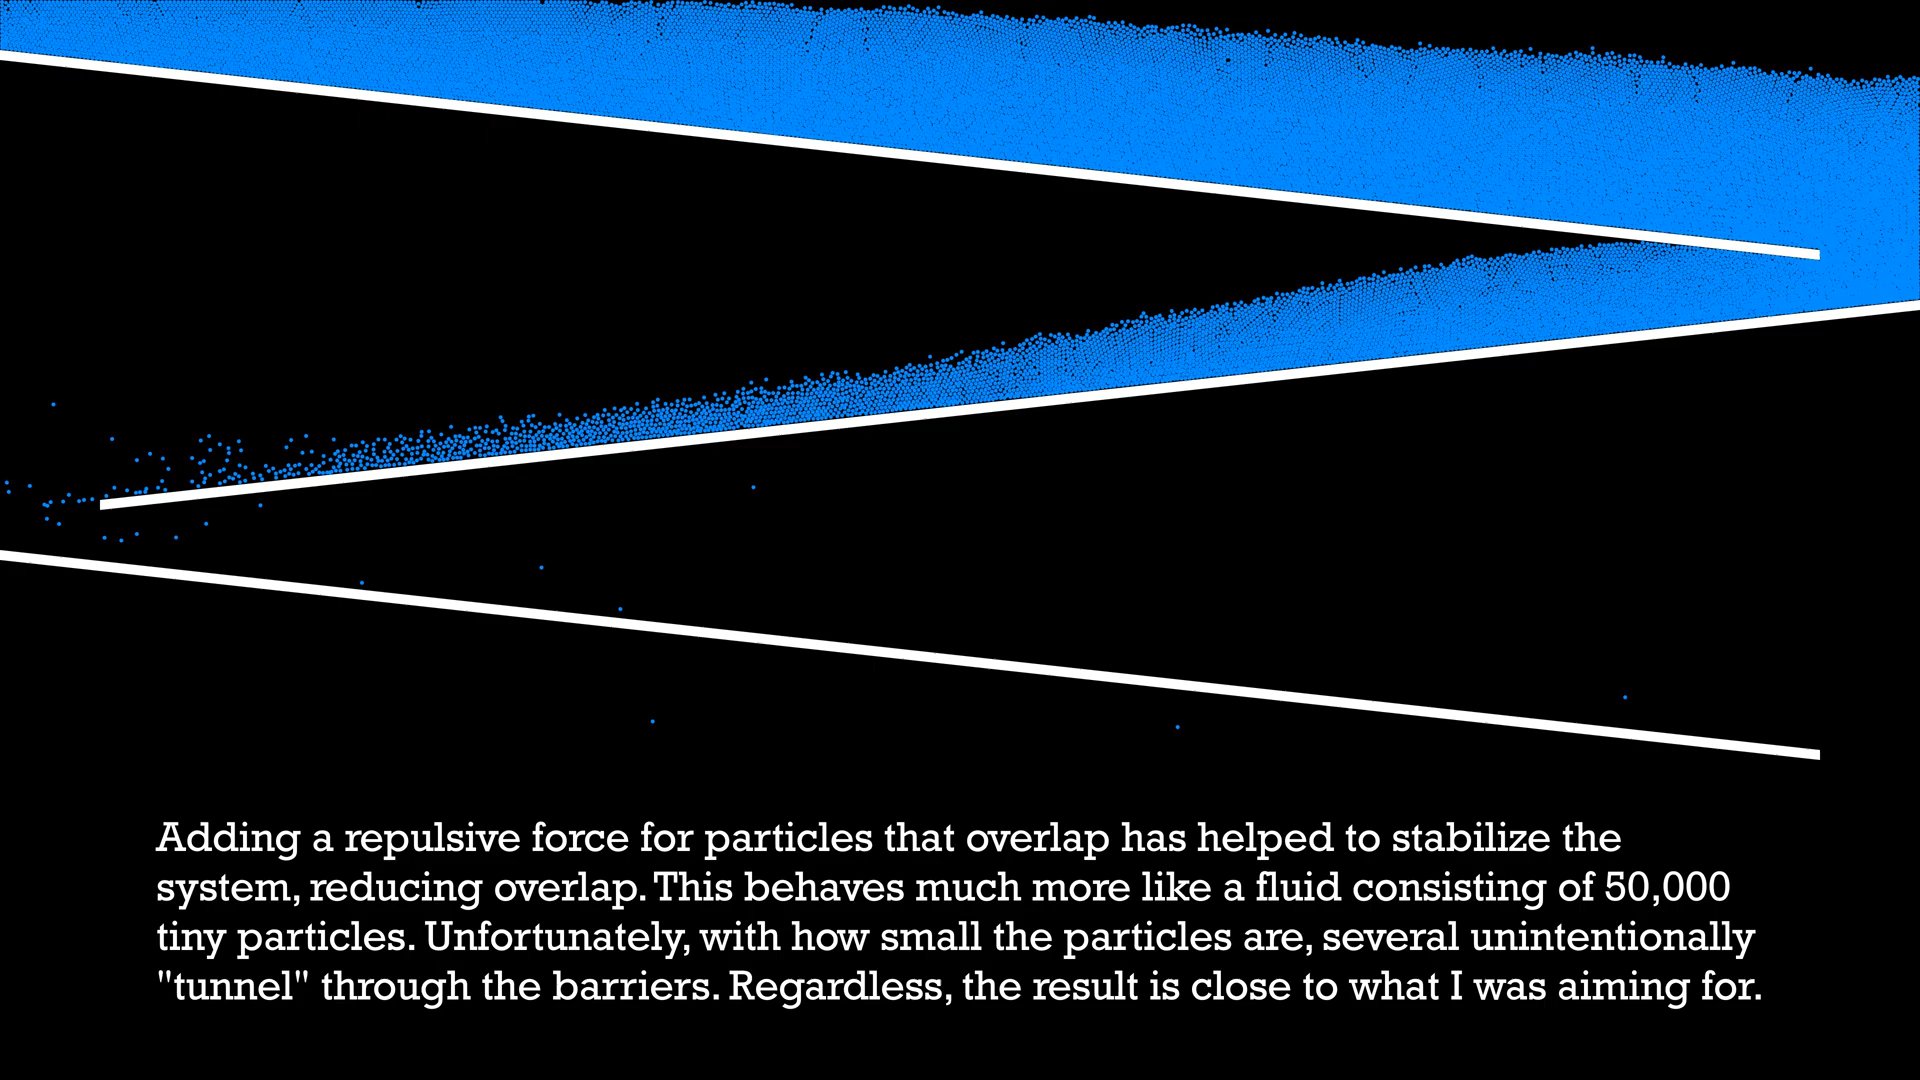 Adding a repulsive force for particles that overlap has helped to stabilize the
system, reducing overlap. This behaves much more like a fluid consisting of 50,000
tiny particles. Unfortunately, with how small the particles are, several unintentionally
"tunnel" through the barriers. Regardless, the result is close to what I was aiming for.